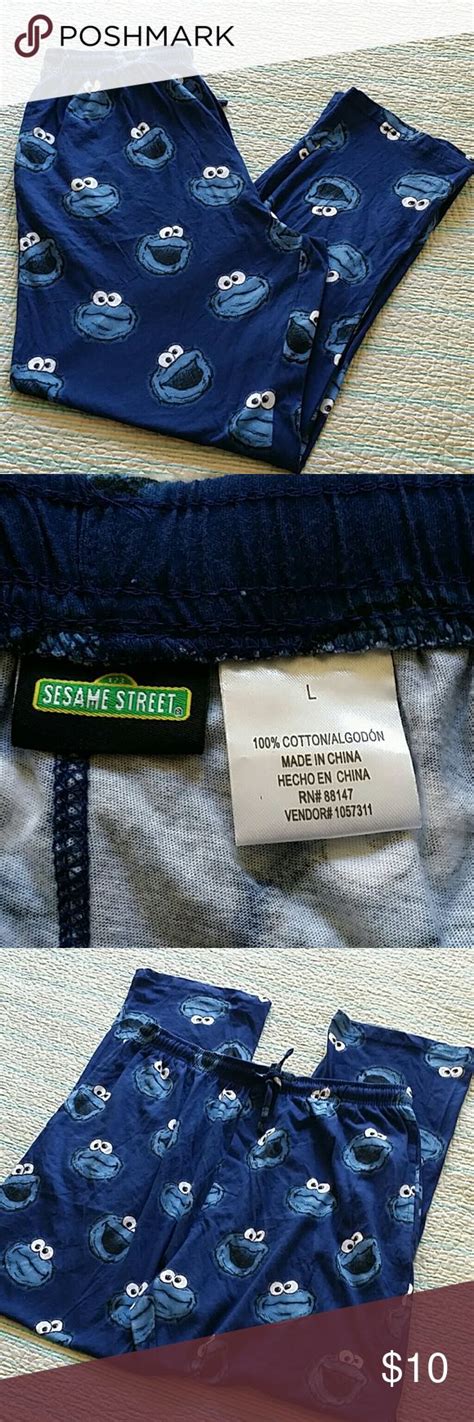 POSHMARK
SESAME STREET
L
100% COTTON/ALGODÓN
MADE IN CHINA
HECHO EN CHINA
RN# 88147
VENDOR# 1057311
$10